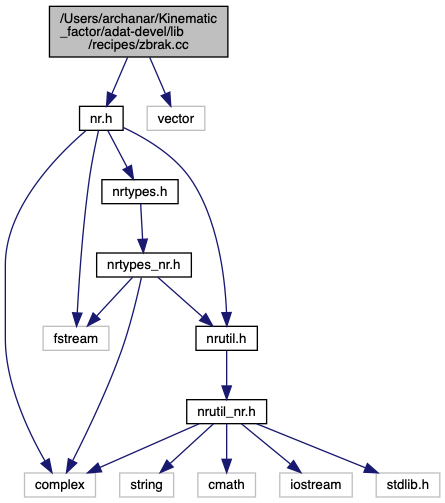 /Users/archanar/Kinematic
_factor/adat-devel/lib
/recipes/zbrak.cc
nr.h
vector
nrtypes.h
nrtypes_nr.h
fstream
nrutil.h
nrutil_nr.h
complex
string
cmath
iostream
stdlib.h